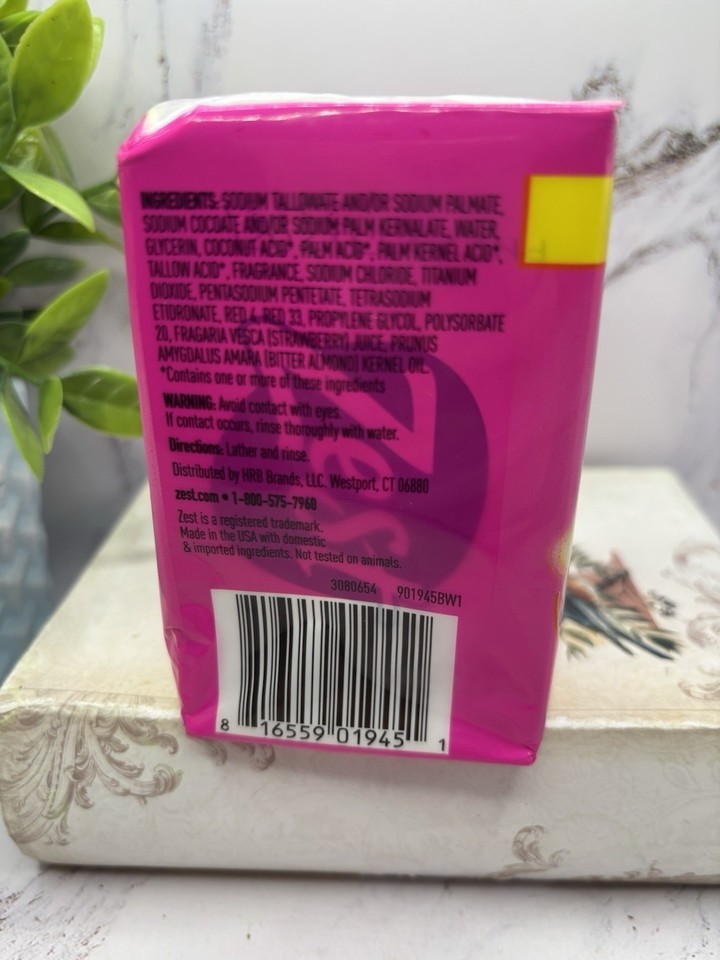 INGREDIENTS: SODIUM TALLOWATE AND/OR SODIUM PALMATE,
SODIUM COCOATE AND/OR SODIUM PALM KERNALATE, WATER,
GLYCERIN, COCONUT ACID*, PALM ACID*, PALM KERNEL ACID*,
TALLOW ACID*, FRAGRANCE, SODIUM CHLORIDE, TITANIUM
DIOXIDE, PENTASODIUM PENTETATE, TETRASODIUM
ETIDRONATE, RED 4, RED 33, PROPYLENE GLYCOL, POLYSORBATE
20, FRAGARIA VESCA (STRAWBERRY) JUICE, PRUNUS
AMYGDALUS AMARA (BITTER ALMOND) KERNEL OIL.
*Contains one or more of these ingredients
WARNING: Avoid contact with eyes.
If contact occurs, rinse thoroughly with water.
Directions: Lather and rinse.
Distributed by HRB Brands, LLC. Westport, CT 06880
zest.com • 1-800-575-7960
Zest is a registered trademark.
Made in the USA with domestic
& imported ingredients. Not tested on animals.
3080654 901945BW1
8 16559 01945 1